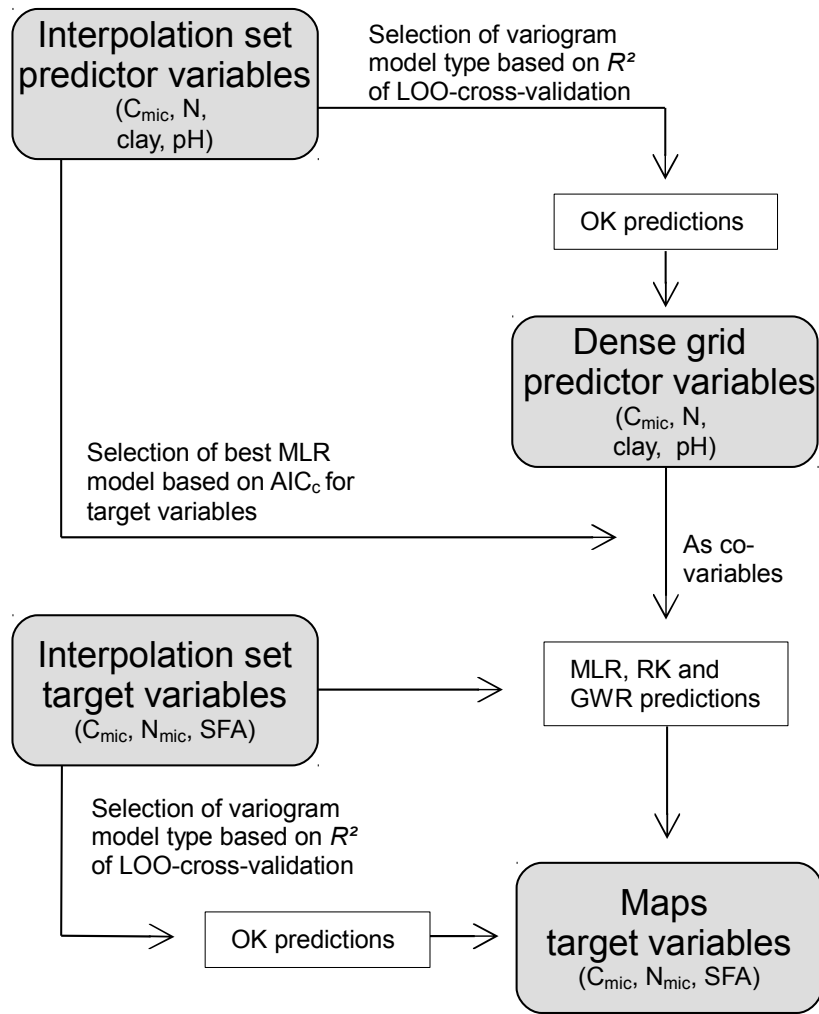 Interpolation set
predictor variables
(Cmic, N,
clay, pH)
Selection of variogram
model type based on R²
of LOO-cross-validation
OK predictions
Dense grid
predictor variables
(Cmic, N,
clay, pH)
Selection of best MLR
model based on AICc for
target variables
As co-
variables
Interpolation set
target variables
(Cmic, Nmic, SFA)
MLR, RK and
GWR predictions
Selection of variogram
model type based on R²
of LOO-cross-validation
OK predictions
Maps
target variables
(Cmic, Nmic, SFA)